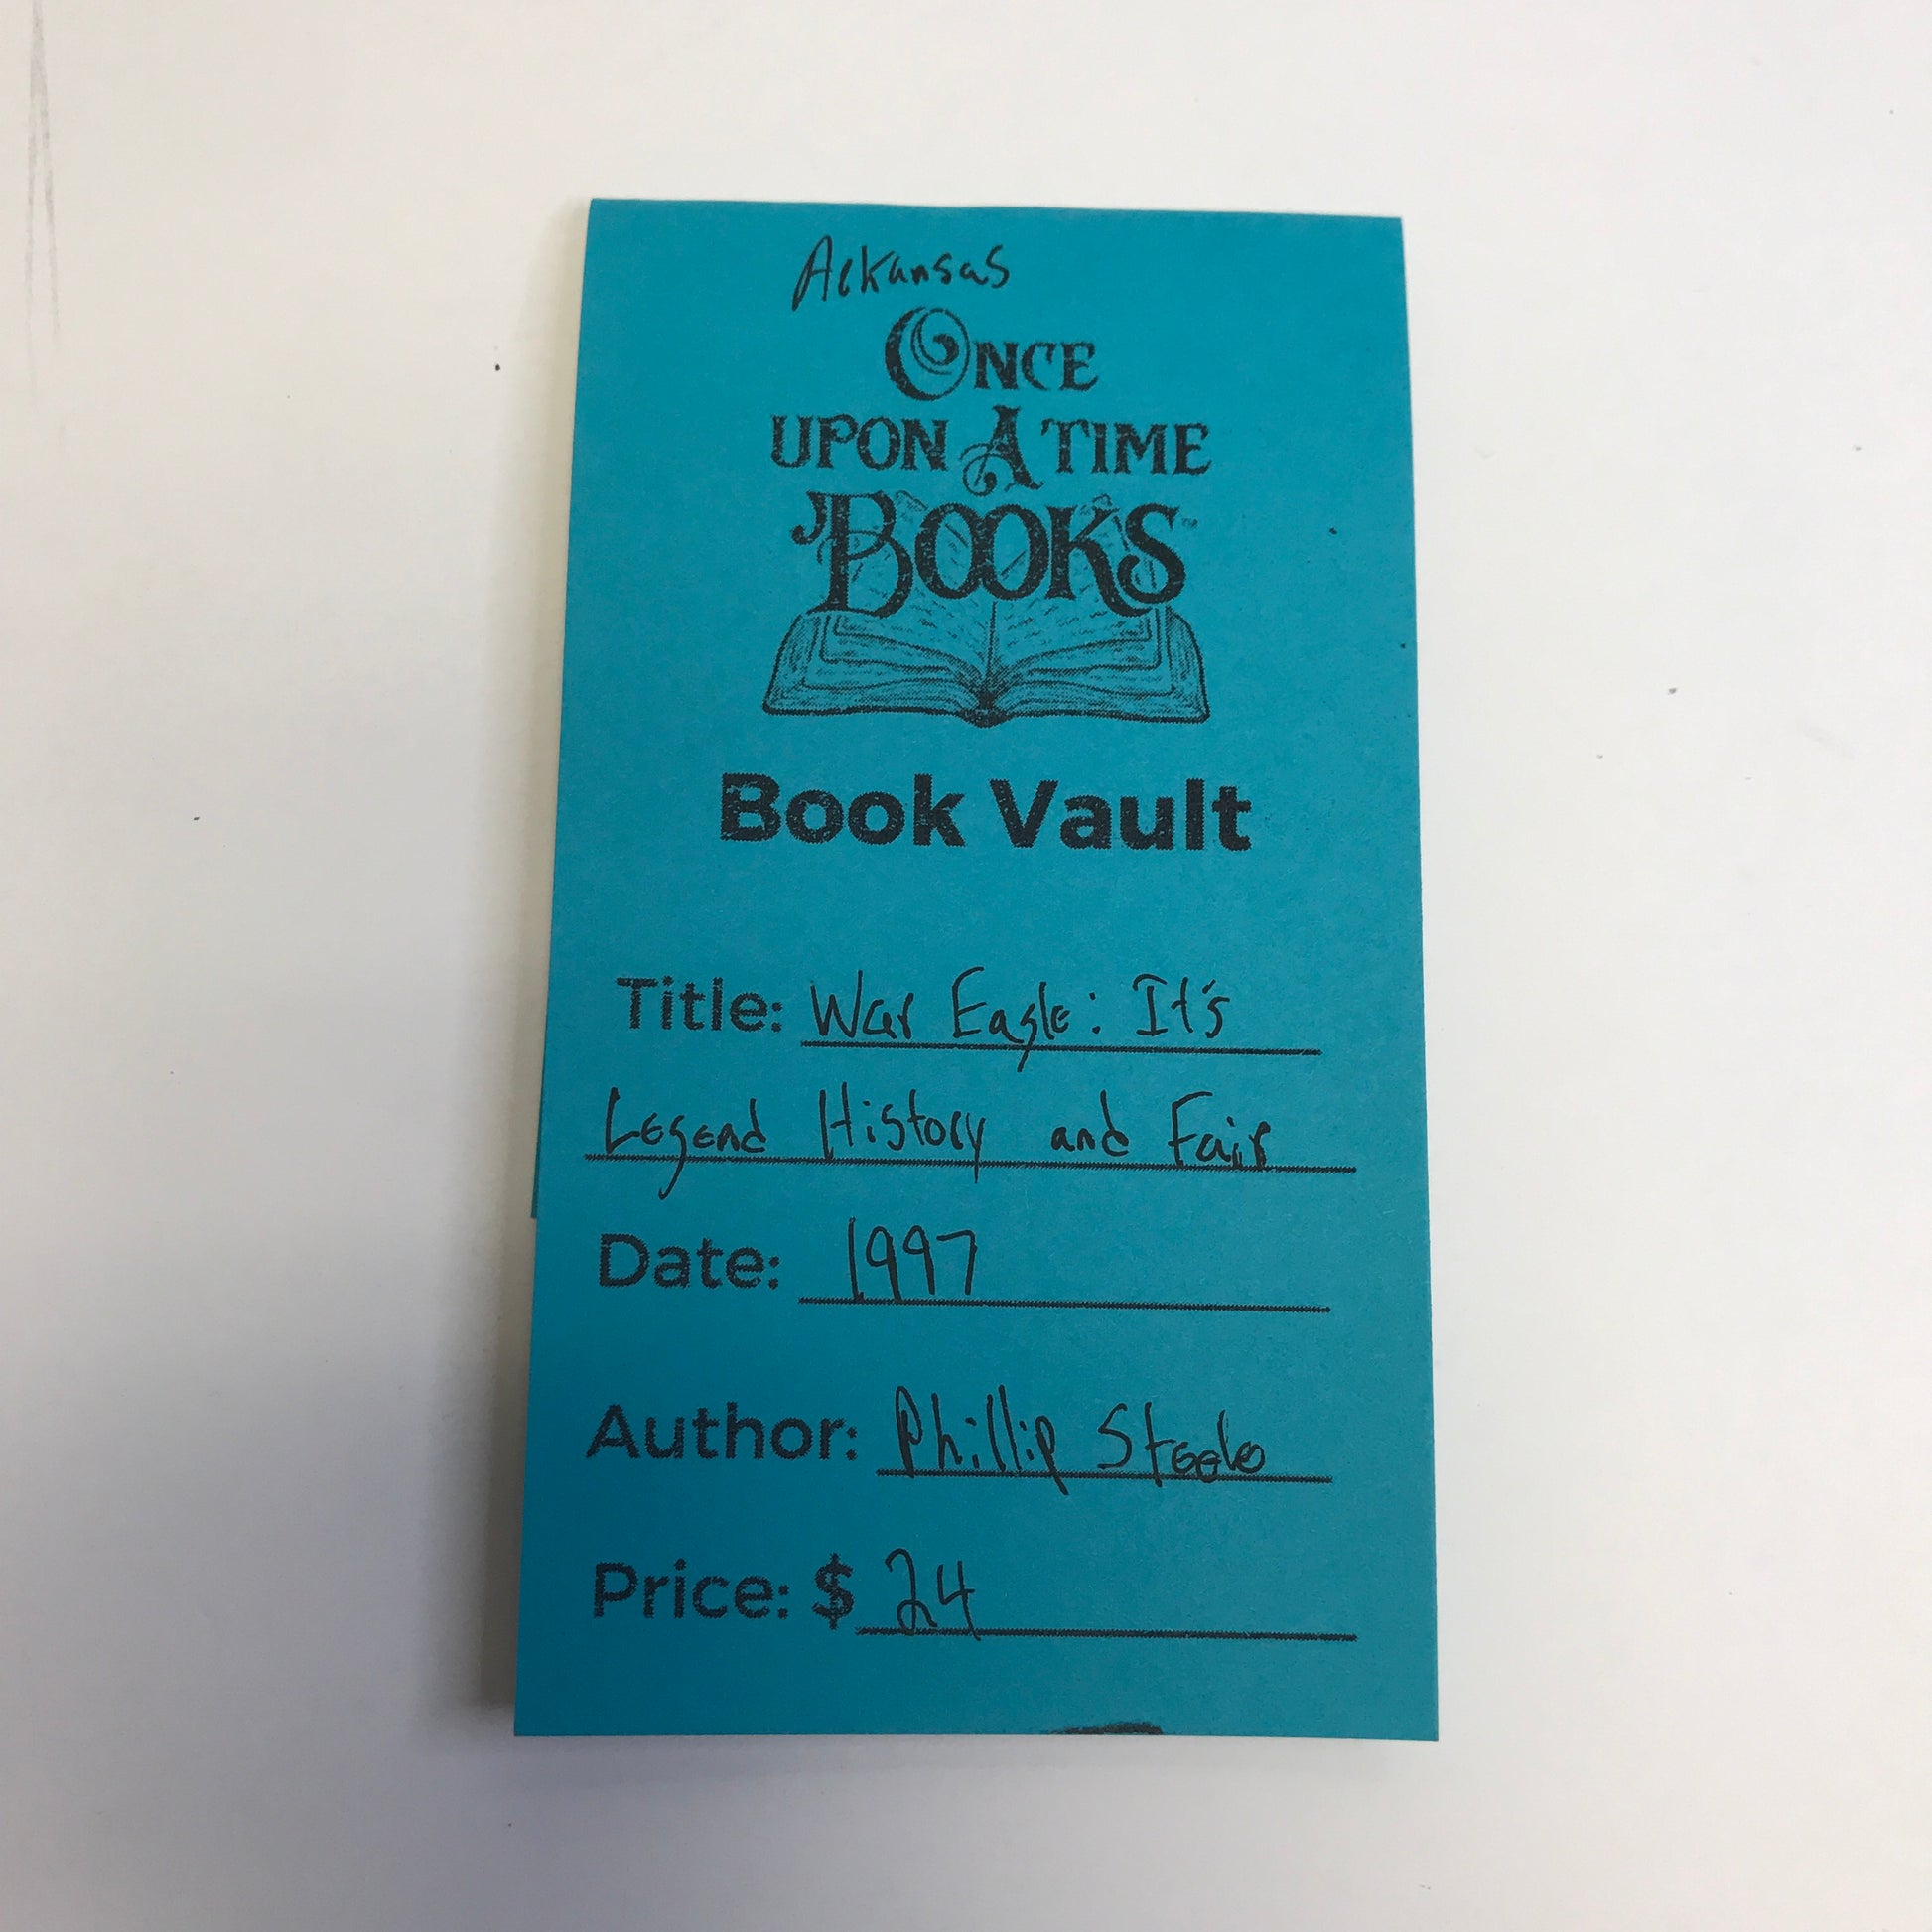 Arkansas
ONCE
UPON A TIME
BOOKS™
Book Vault
Title: War Eagle: It's
Legend History and Fair
Date: 1997
Author: Phillip Steele
Price: $ 24